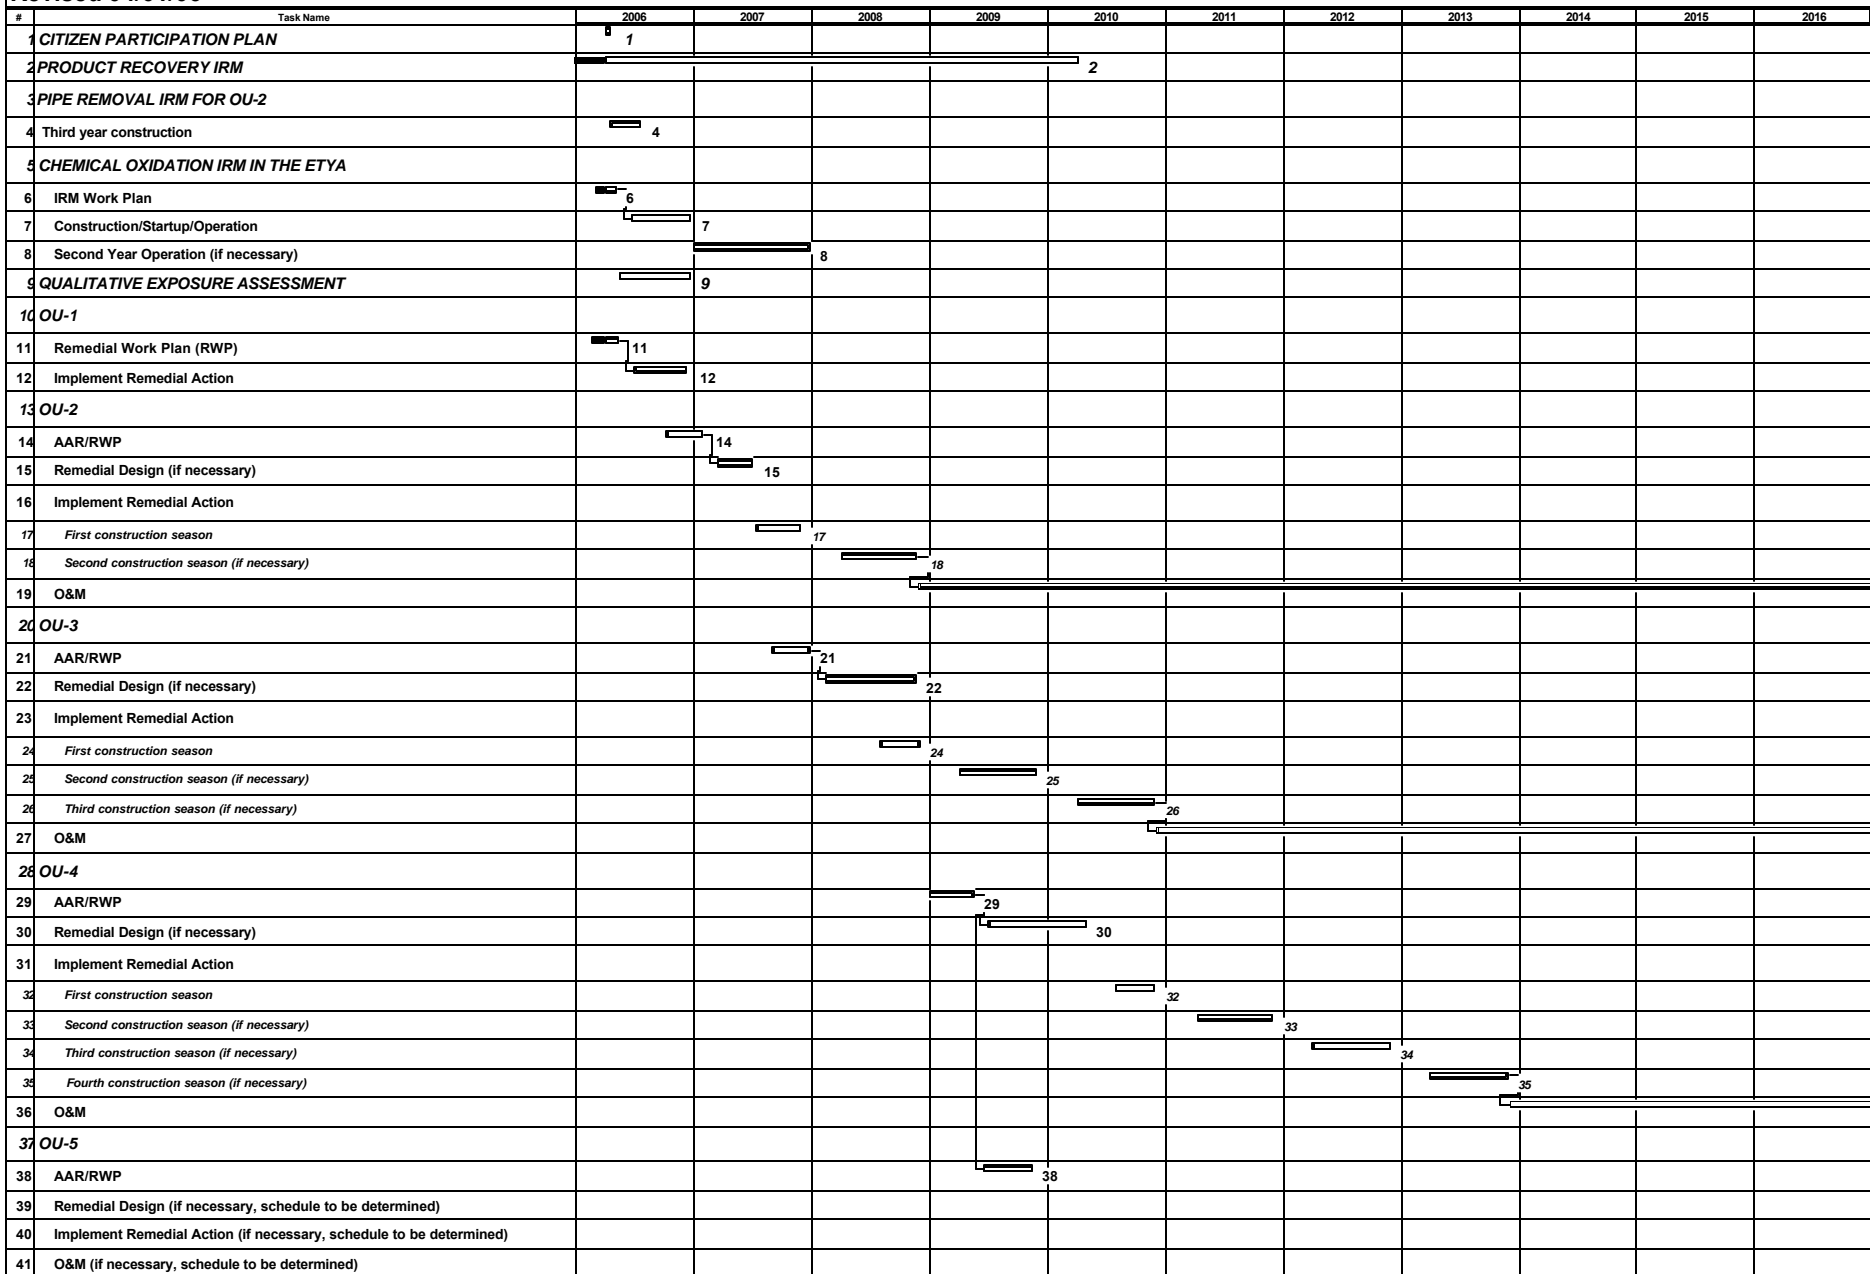 # Task Name 2006 2007 2008 2009 2010 2011 2012 2013 2014 2015 2016
1 CITIZEN PARTICIPATION PLAN 1
2 PRODUCT RECOVERY IRM 2
3 PIPE REMOVAL IRM FOR OU-2
4 Third year construction 4
5 CHEMICAL OXIDATION IRM IN THE ETYA
6 IRM Work Plan 6
7 Construction/Startup/Operation 7
8 Second Year Operation (if necessary) 8
9 QUALITATIVE EXPOSURE ASSESSMENT 9
10 OU-1
11 Remedial Work Plan (RWP) 11
12 Implement Remedial Action 12
13 OU-2
14 AAR/RWP 14
15 Remedial Design (if necessary) 15
16 Implement Remedial Action
17 First construction season 17
18 Second construction season (if necessary) 18
19 O&M
20 OU-3
21 AAR/RWP 21
22 Remedial Design (if necessary) 22
23 Implement Remedial Action
24 First construction season 24
25 Second construction season (if necessary) 25
26 Third construction season (if necessary) 26
27 O&M
28 OU-4
29 AAR/RWP 29
30 Remedial Design (if necessary) 30
31 Implement Remedial Action
32 First construction season 32
33 Second construction season (if necessary) 33
34 Third construction season (if necessary) 34
35 Fourth construction season (if necessary) 35
36 O&M
37 OU-5
38 AAR/RWP 38
39 Remedial Design (if necessary, schedule to be determined)
40 Implement Remedial Action (if necessary, schedule to be determined)
41 O&M (if necessary, schedule to be determined)